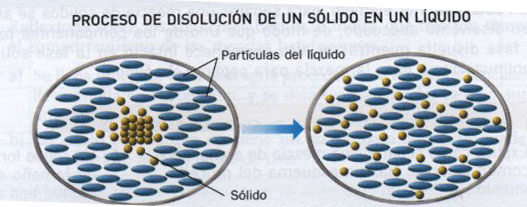 PROCESO DE DISOLUCIÓN DE UN SÓLIDO EN UN LÍQUIDO
Partículas del líquido
Sólido